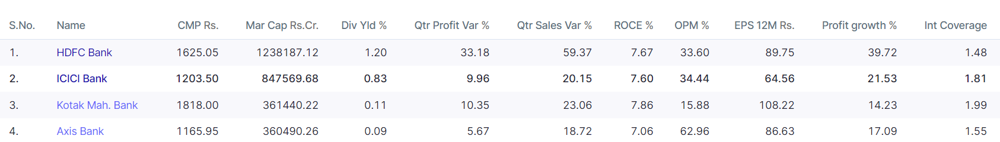 S.No. Name CMP Rs. Mar Cap Rs.Cr. Div Yld % Qtr Profit Var % Qtr Sales Var % ROCE % OPM % EPS 12M Rs. Profit growth % Int Coverage
1. HDFC Bank 1625.05 1238187.12 1.20 33.18 59.37 7.67 33.60 89.75 39.72 1.48
2. ICICI Bank 1203.50 847569.68 0.83 9.96 20.15 7.60 34.44 64.56 21.53 1.81
3. Kotak Mah. Bank 1818.00 361440.22 0.11 10.35 23.06 7.86 15.88 108.22 14.23 1.99
4. Axis Bank 1165.95 360490.26 0.09 5.67 18.72 7.06 62.96 86.63 17.09 1.55